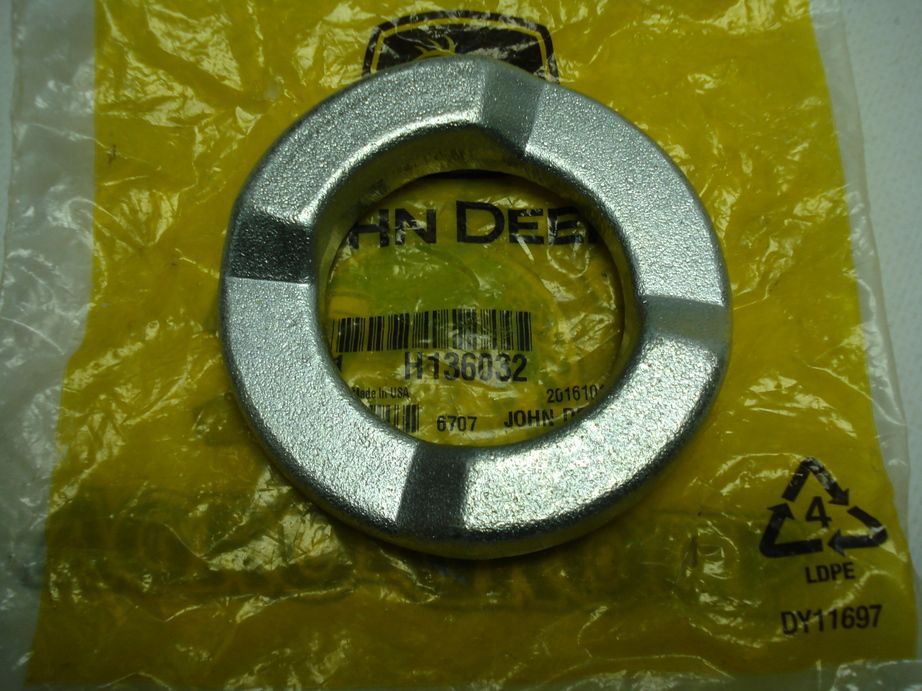 HN DEE
H136032
Made In USA
201610
6707 JOHN DE
4
LDPE
DY11697